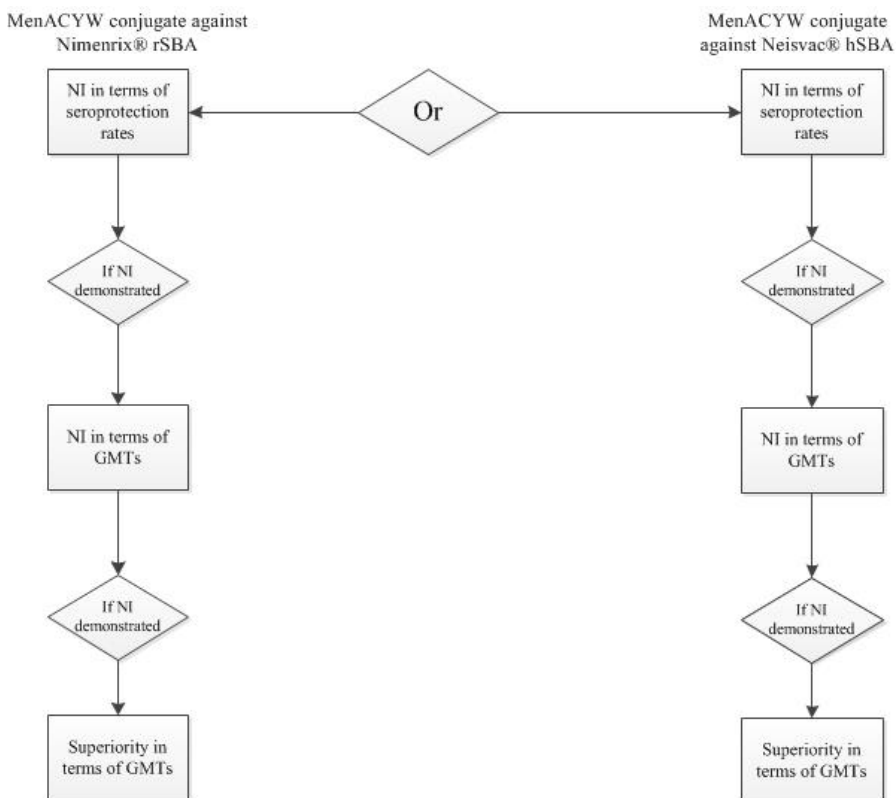 MenACYW conjugate against
Nimenrix® rSBA
MenACYW conjugate
against Neisvac® hSBA
NI in terms of
seroprotection
rates
Or
NI in terms of
seroprotection
rates
If NI
demonstrated
If NI
demonstrated
NI in terms of
GMTs
NI in terms of
GMTs
If NI
demonstrated
If NI
demonstrated
Superiority in
terms of GMTs
Superiority in
terms of GMTs